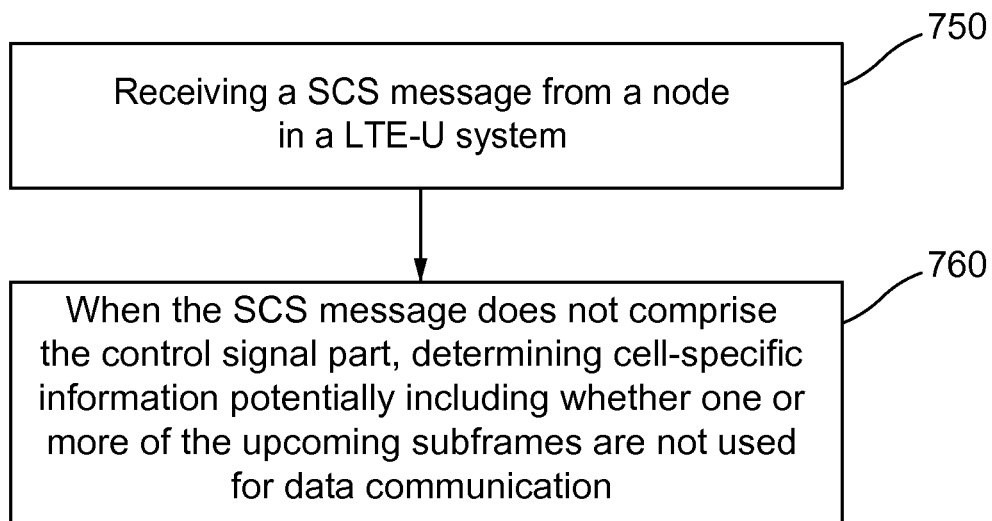 750
Receiving a SCS message from a node
in a LTE-U system
760
When the SCS message does not comprise
the control signal part, determining cell-specific
information potentially including whether one or
more of the upcoming subframes are not used
for data communication